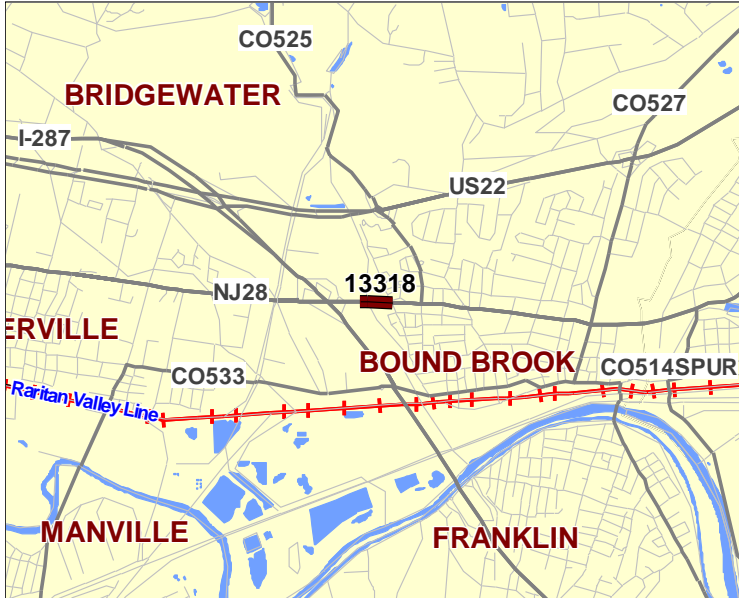 CO525
BRIDGEWATER
CO527
I-287
US22
13318
NJ28
ERVILLE
BOUND BROOK
CO514SPUR
CO533
Raritan Valley Line
MANVILLE
FRANKLIN